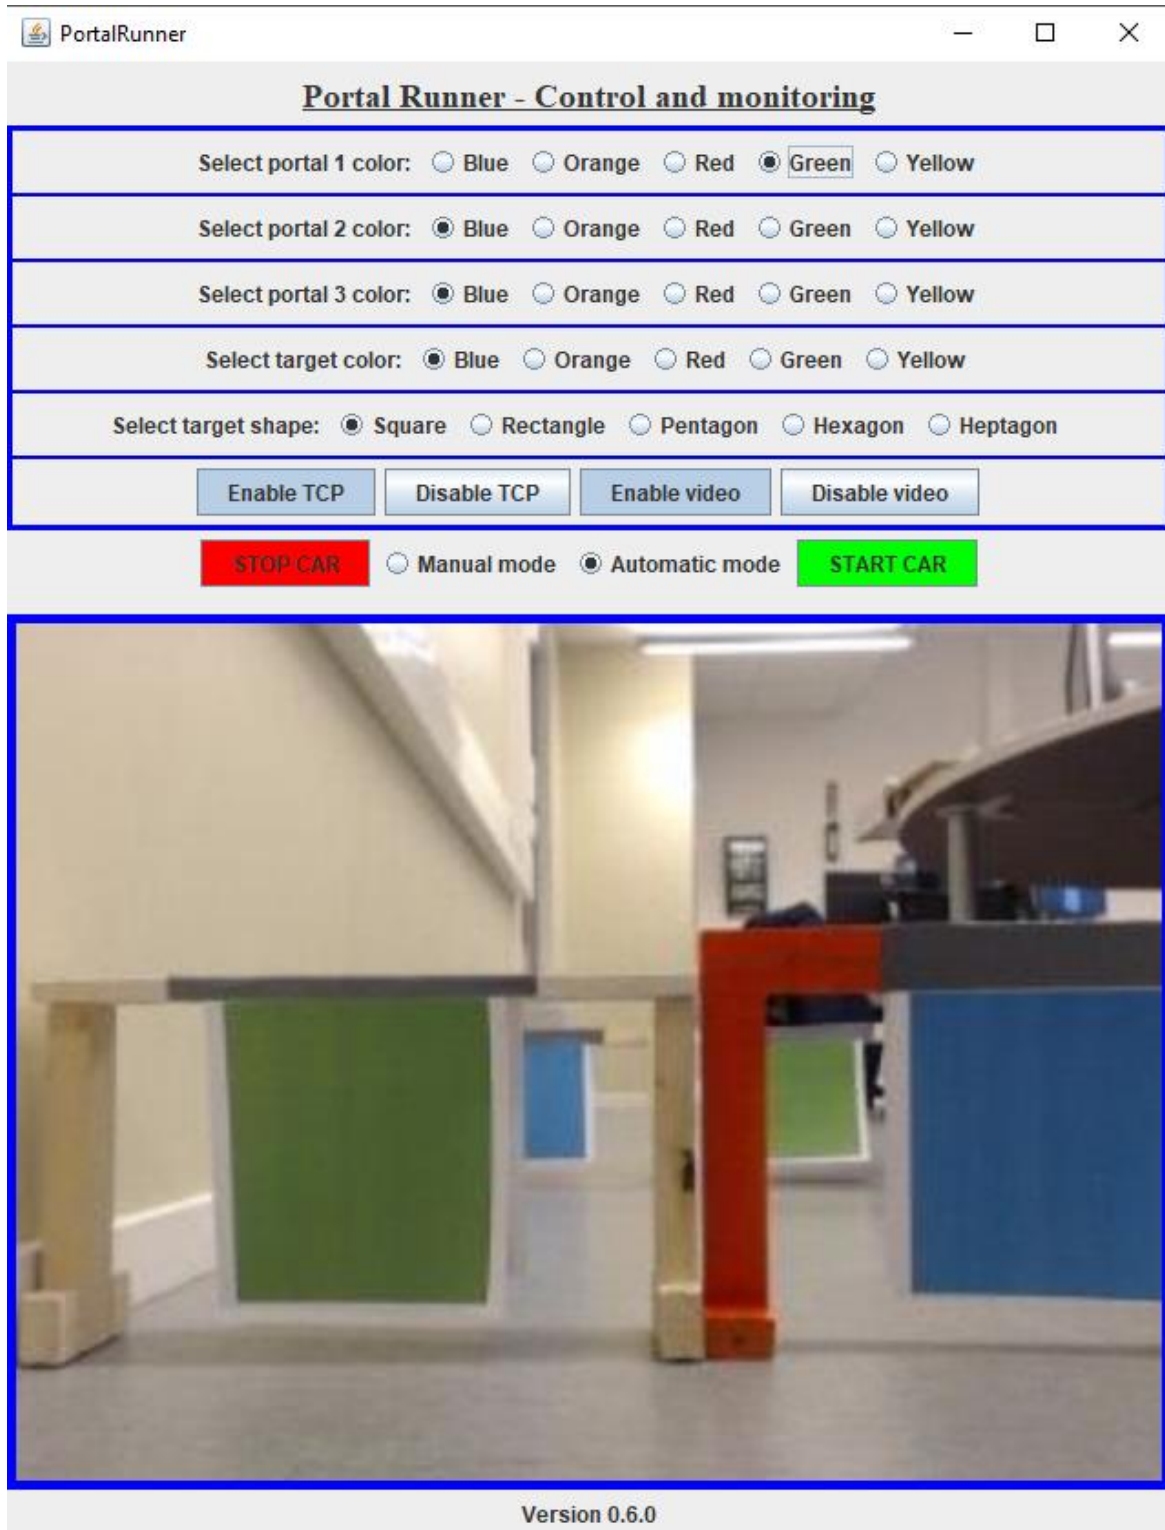 PortalRunner
Portal Runner - Control and monitoring
Select portal 1 color: Blue Orange Red Green Yellow
Select portal 2 color: Blue Orange Red Green Yellow
Select portal 3 color: Blue Orange Red Green Yellow
Select target color: Blue Orange Red Green Yellow
Select target shape: Square Rectangle Pentagon Hexagon Heptagon
Enable TCP Disable TCP Enable video Disable video
STOP CAR Manual mode Automatic mode START CAR
Version 0.6.0